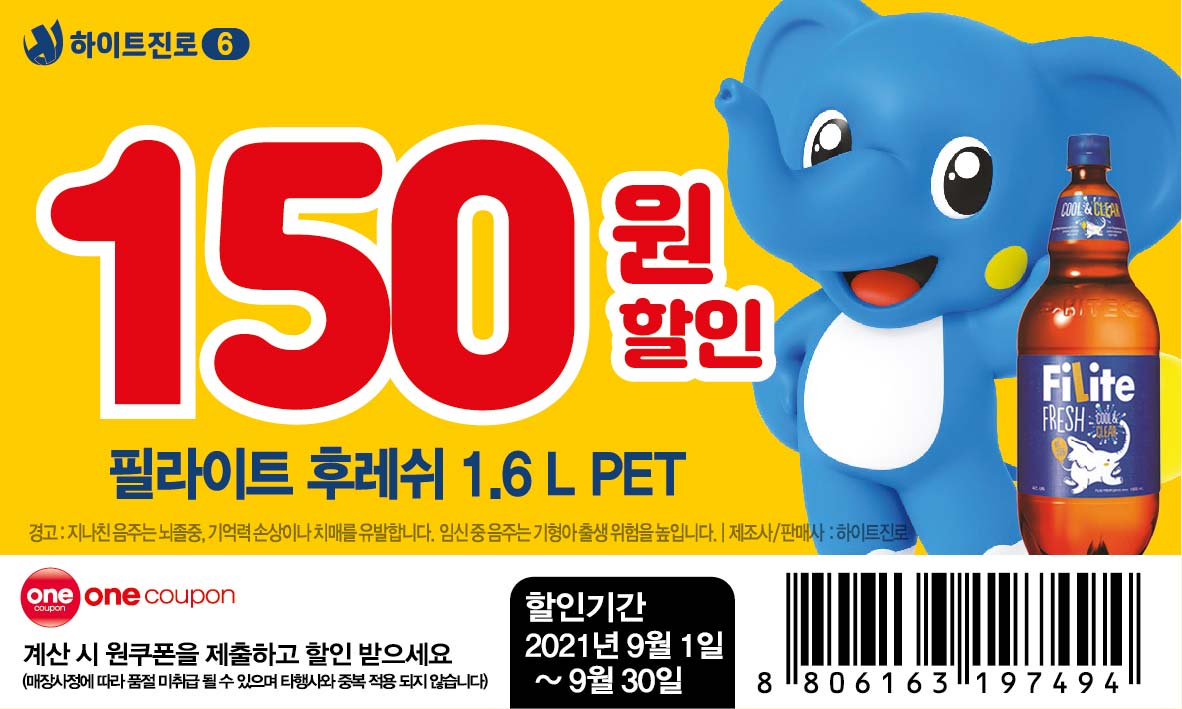 하이트진로 6
150원
할인
필라이트 후레쉬 1.6 L PET
경고 : 지나친 음주는 뇌졸중, 기억력 손상이나 치매를 유발합니다. 임신 중 음주는 기형아 출생 위험을 높입니다. | 제조사/판매사 : 하이트진로
COOL & CLEAR
HITE
FiLite
FRESH
COOL &
CLEAR
one
coupon
one coupon
계산 시 원쿠폰을 제출하고 할인 받으세요
(매장사정에 따라 품절 미취급 될 수 있으며 타행사와 중복 적용 되지 않습니다)
할인기간
2021년 9월 1일
~ 9월 30일
8 806163 197494